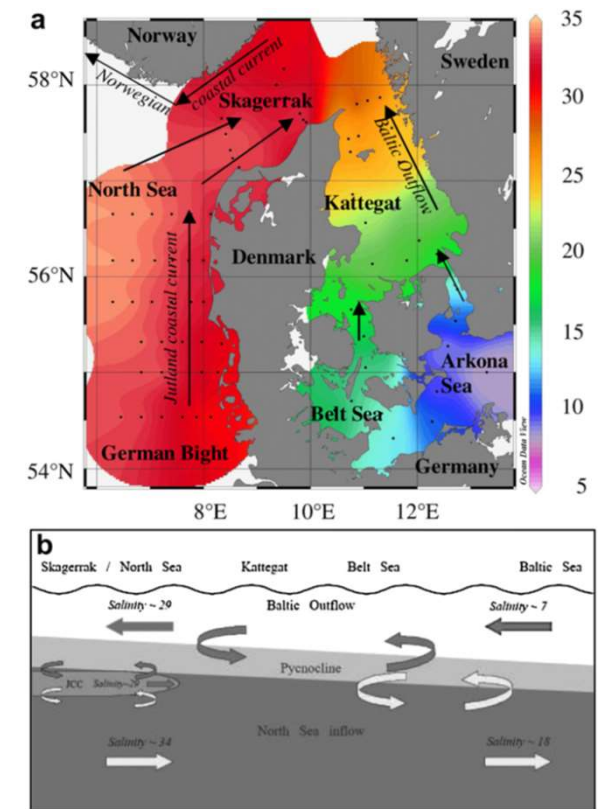 a
Norway
Sweden
58°N
Norwegian coastal current
Skagerrak
Baltic Outflow
North Sea
Kattegat
Denmark
56°N
Jutland coastal current
Arkona
Sea
Belt Sea
German Bight
Germany
54°N
8°E 10°E 12°E
35
30
25
20
15
10
5
Ocean Data View
b
Skagerrak / North Sea Kattegat Belt Sea Baltic Sea
Salinity ~ 29 Baltic Outflow Salinity ~ 7
Pycnocline
JCC Salinity~29
North Sea inflow
Salinity ~ 34 Salinity ~ 18